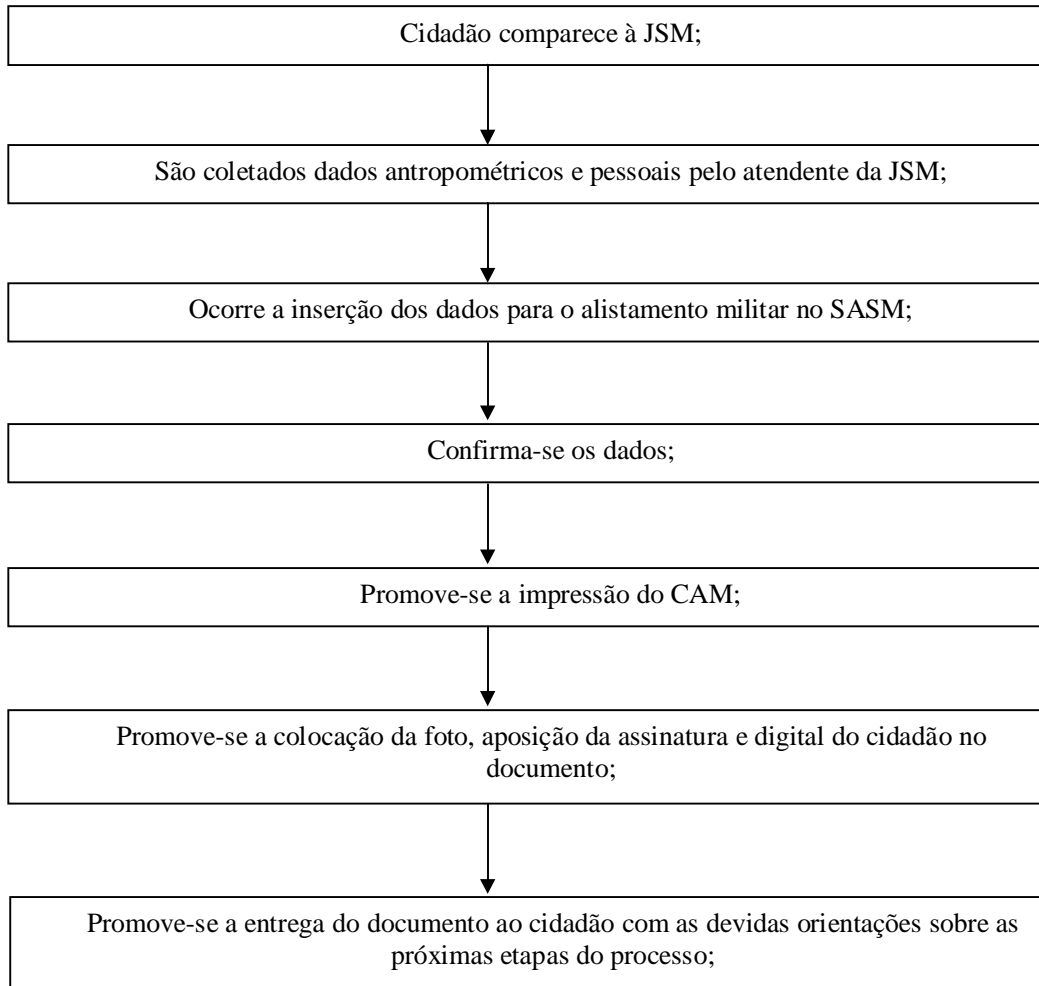 Cidadão comparece à JSM;
São coletados dados antropométricos e pessoais pelo atendente da JSM;
Ocorre a inserção dos dados para o alistamento militar no SASM;
Confirma-se os dados;
Promove-se a impressão do CAM;
Promove-se a colocação da foto, aposição da assinatura e digital do cidadão no
documento;
Promove-se a entrega do documento ao cidadão com as devidas orientações sobre as
próximas etapas do processo;